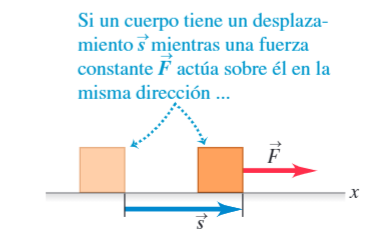 Si un cuerpo tiene un desplaza-
miento s⃗ mientras una fuerza
constante F⃗ actúa sobre él en la
misma dirección ...
F⃗
x
s⃗